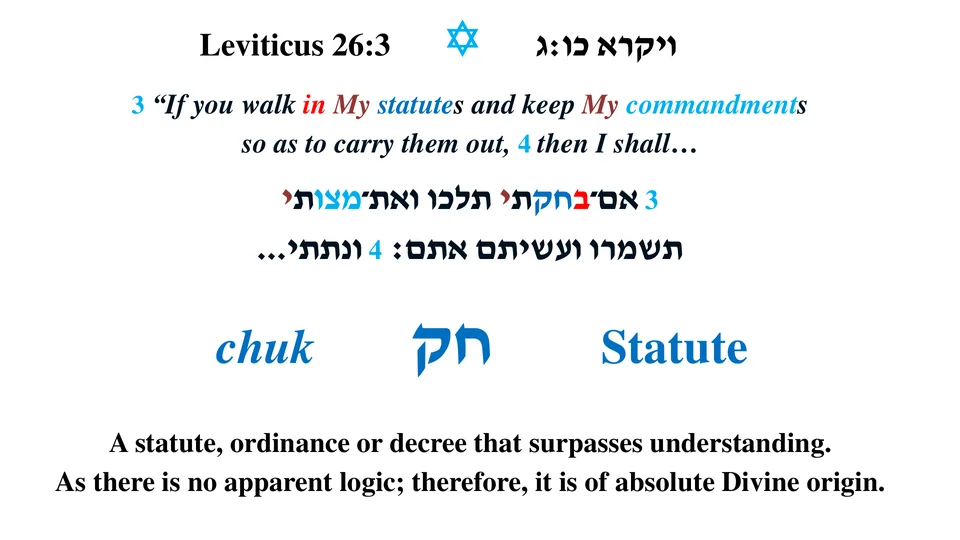 Leviticus 26:3 ✡ ויקרא כו:ג
3 “If you walk in My statutes and keep My commandments
so as to carry them out, 4 then I shall…
3 אם־בחקתי תלכו ואת־מצותי
תשמרו ועשיתם אתם: 4 ונתתי...
chuk חק Statute
A statute, ordinance or decree that surpasses understanding.
As there is no apparent logic; therefore, it is of absolute Divine origin.